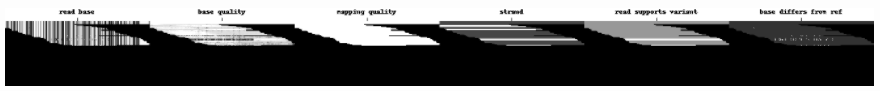 read base
base quality
mapping quality
strand
read supports variant
base differs from ref